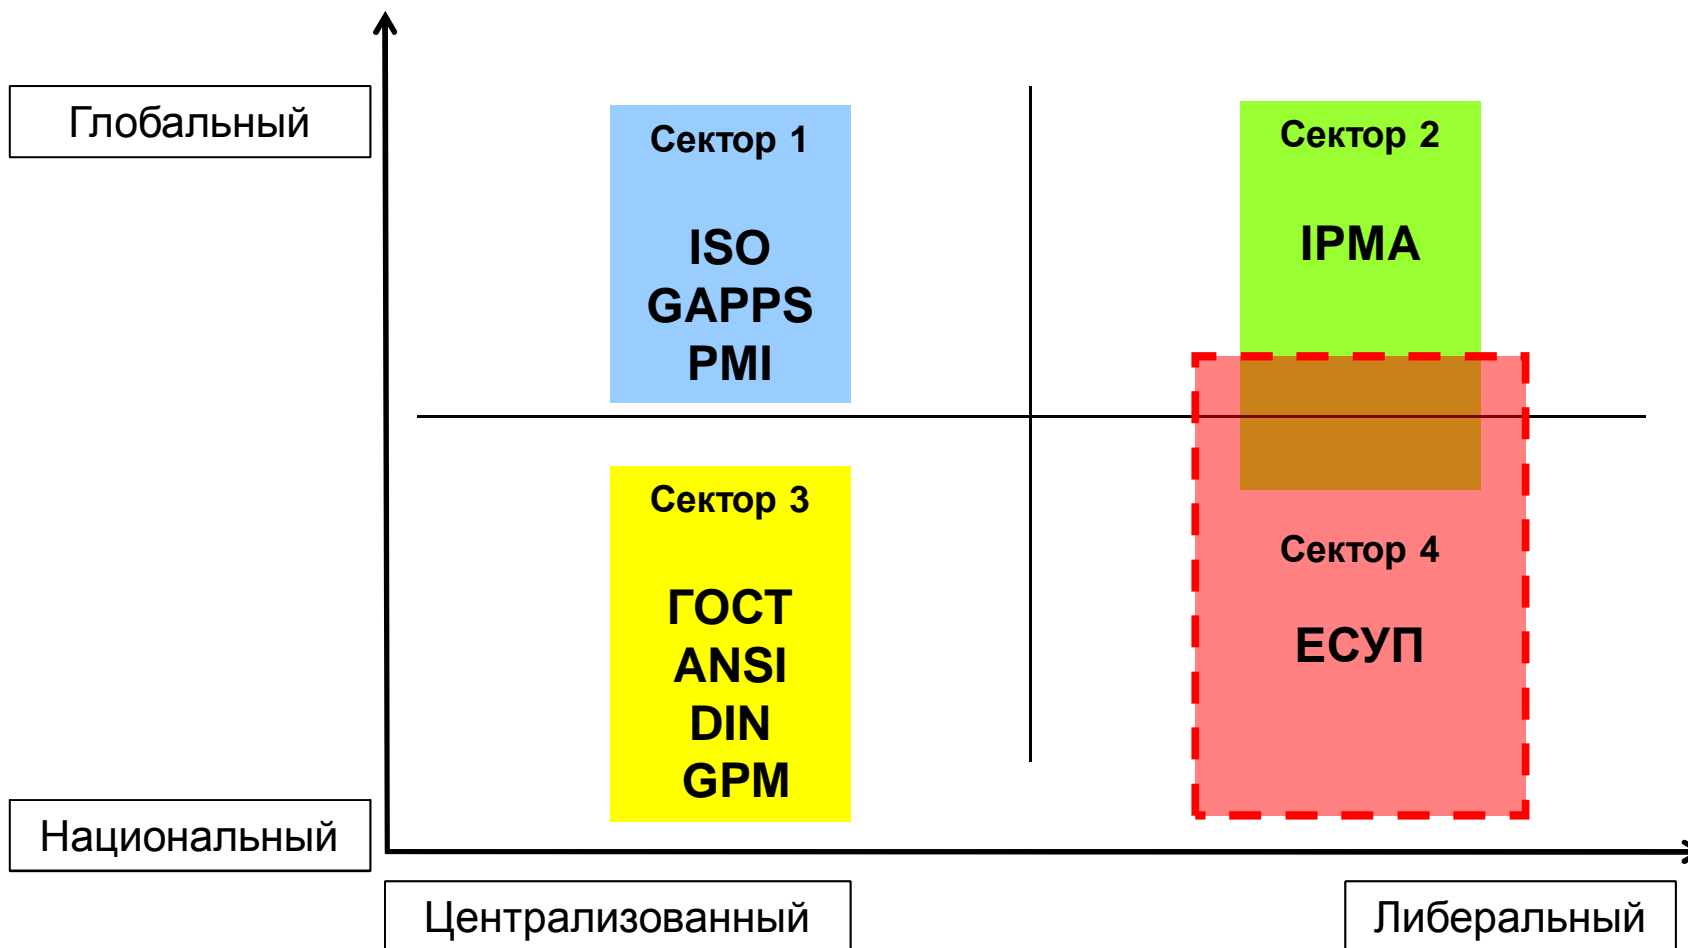 Глобальный
Сектор 1
ISO
GAPPS
PMI
Сектор 2
IPMA
Сектор 3
ГОСТ
ANSI
DIN
GPM
Сектор 4
ЕСУП
Национальный
Централизованный
Либеральный